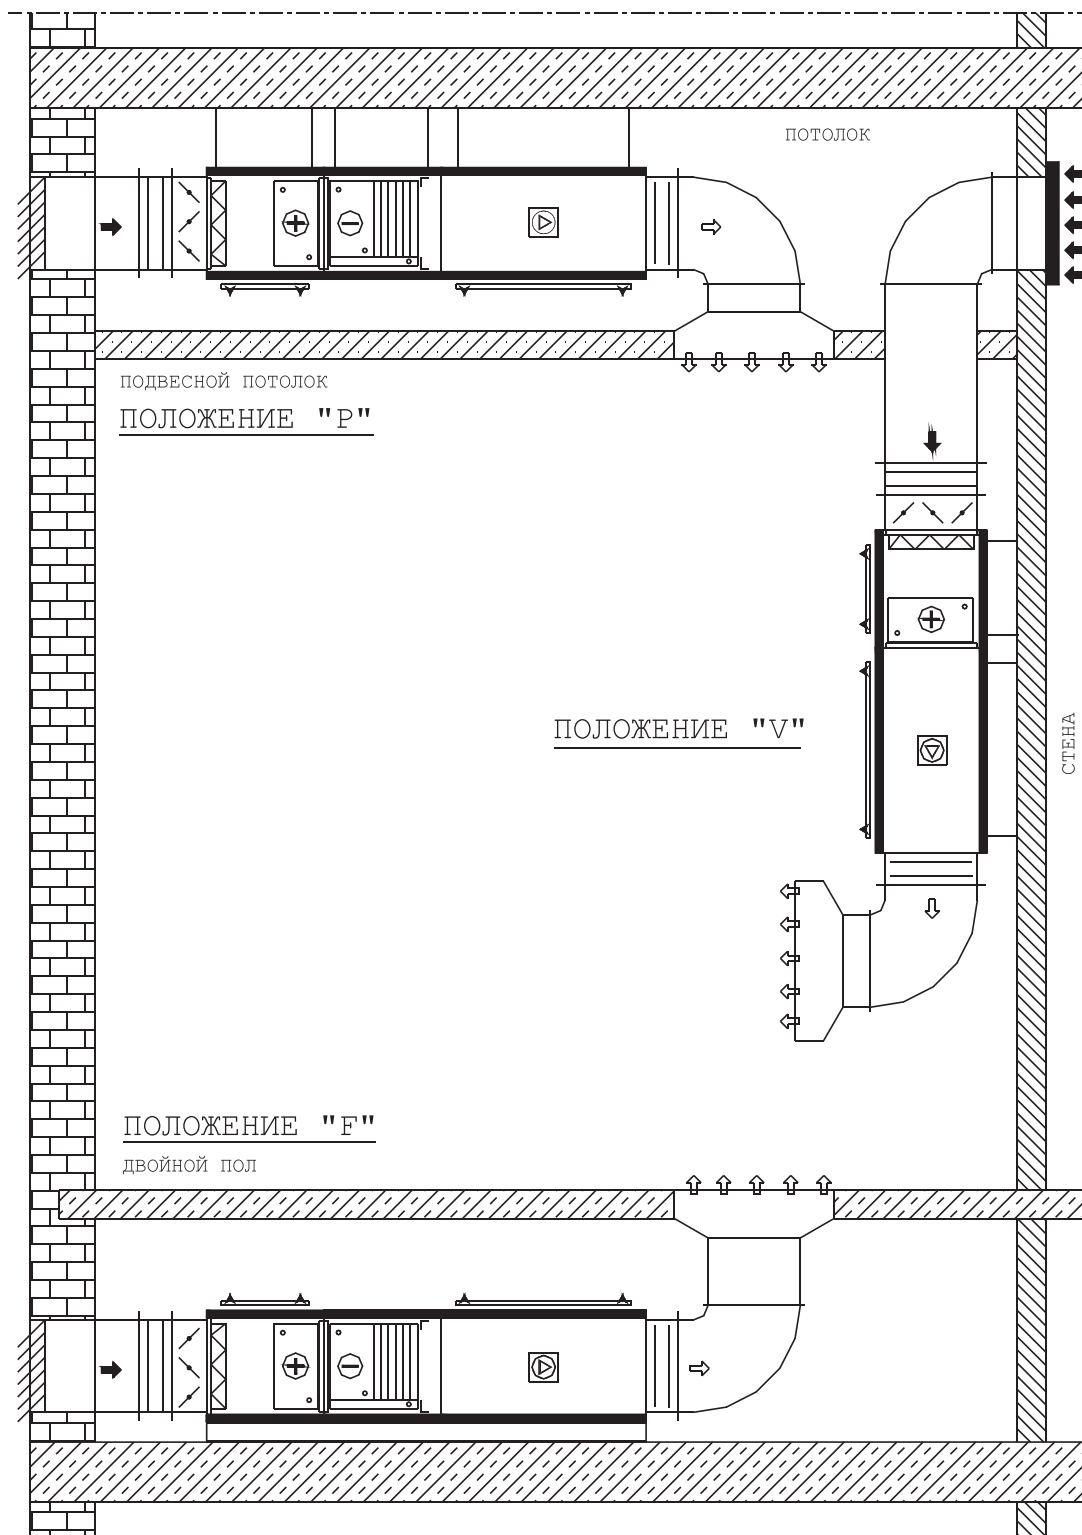 ПОТОЛОК
ПОДВЕСНОЙ ПОТОЛОК
ПОЛОЖЕНИЕ "P"
ПОЛОЖЕНИЕ "V"
СТЕНА
ПОЛОЖЕНИЕ "F"
ДВОЙНОЙ ПОЛ